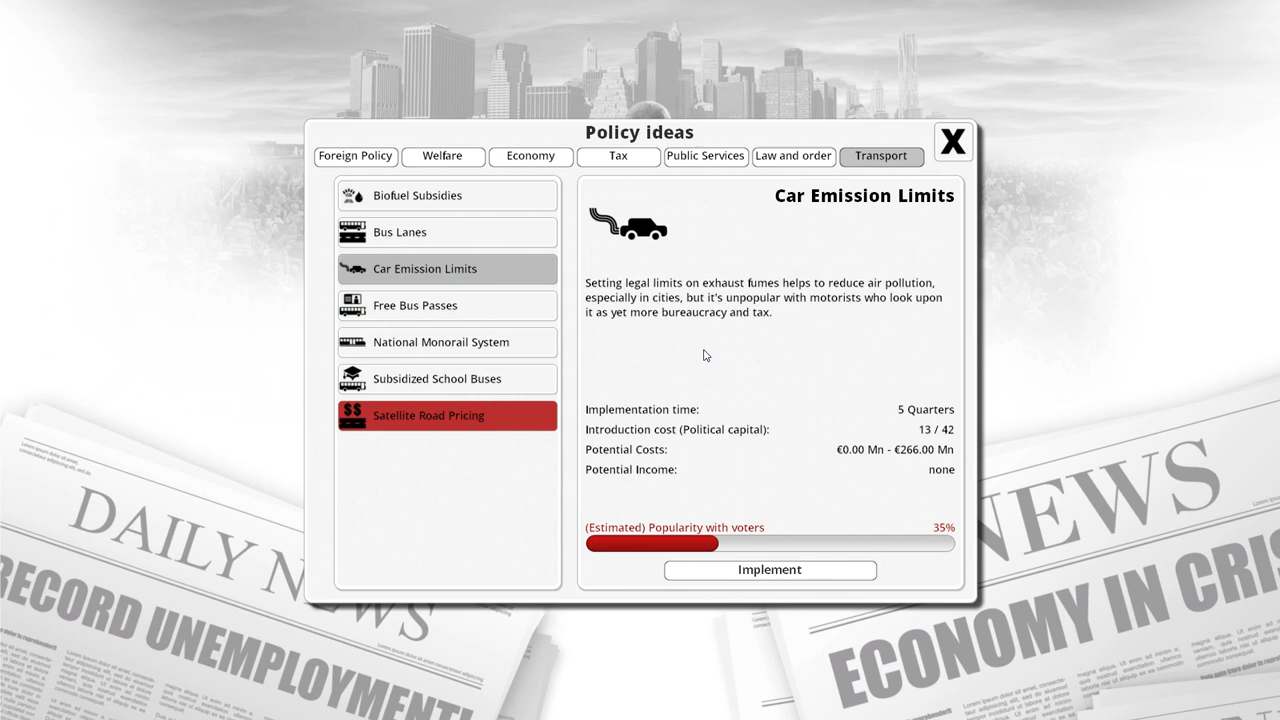 Policy ideas
X
Foreign Policy
Welfare
Economy
Tax
Public Services
Law and order
Transport
Biofuel Subsidies
Bus Lanes
Car Emission Limits
Free Bus Passes
National Monorail System
Subsidized School Buses
$$ Satellite Road Pricing
Car Emission Limits
Setting legal limits on exhaust fumes helps to reduce air pollution,
especially in cities, but it's unpopular with motorists who look upon
it as yet more bureaucracy and tax.
Implementation time: 5 Quarters
Introduction cost (Political capital): 13 / 42
Potential Costs: €0.00 Mn - €266.00 Mn
Potential Income: none
(Estimated) Popularity with voters 35%
Implement
DAILY NEWS
RECORD UNEMPLOYMENT!
NEWS
ECONOMY IN CRIS